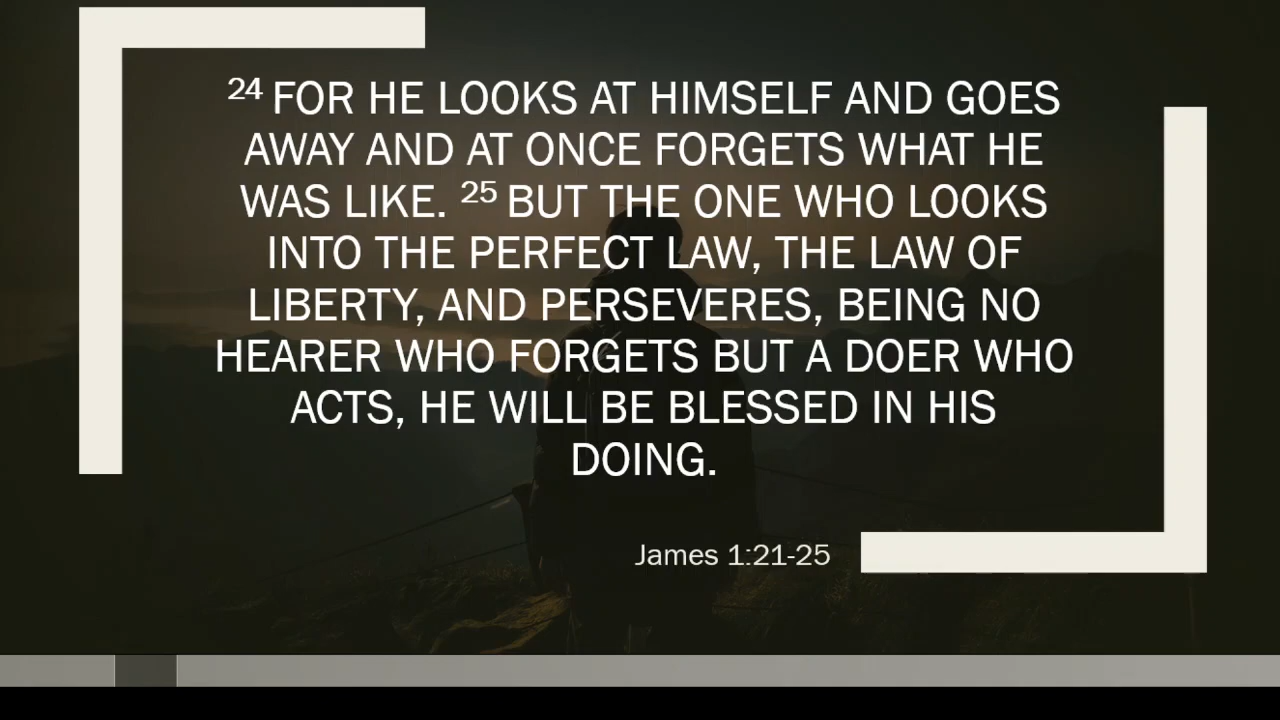 24 FOR HE LOOKS AT HIMSELF AND GOES
AWAY AND AT ONCE FORGETS WHAT HE
WAS LIKE. 25 BUT THE ONE WHO LOOKS
INTO THE PERFECT LAW, THE LAW OF
LIBERTY, AND PERSEVERES, BEING NO
HEARER WHO FORGETS BUT A DOER WHO
ACTS, HE WILL BE BLESSED IN HIS
DOING.
James 1:21-25